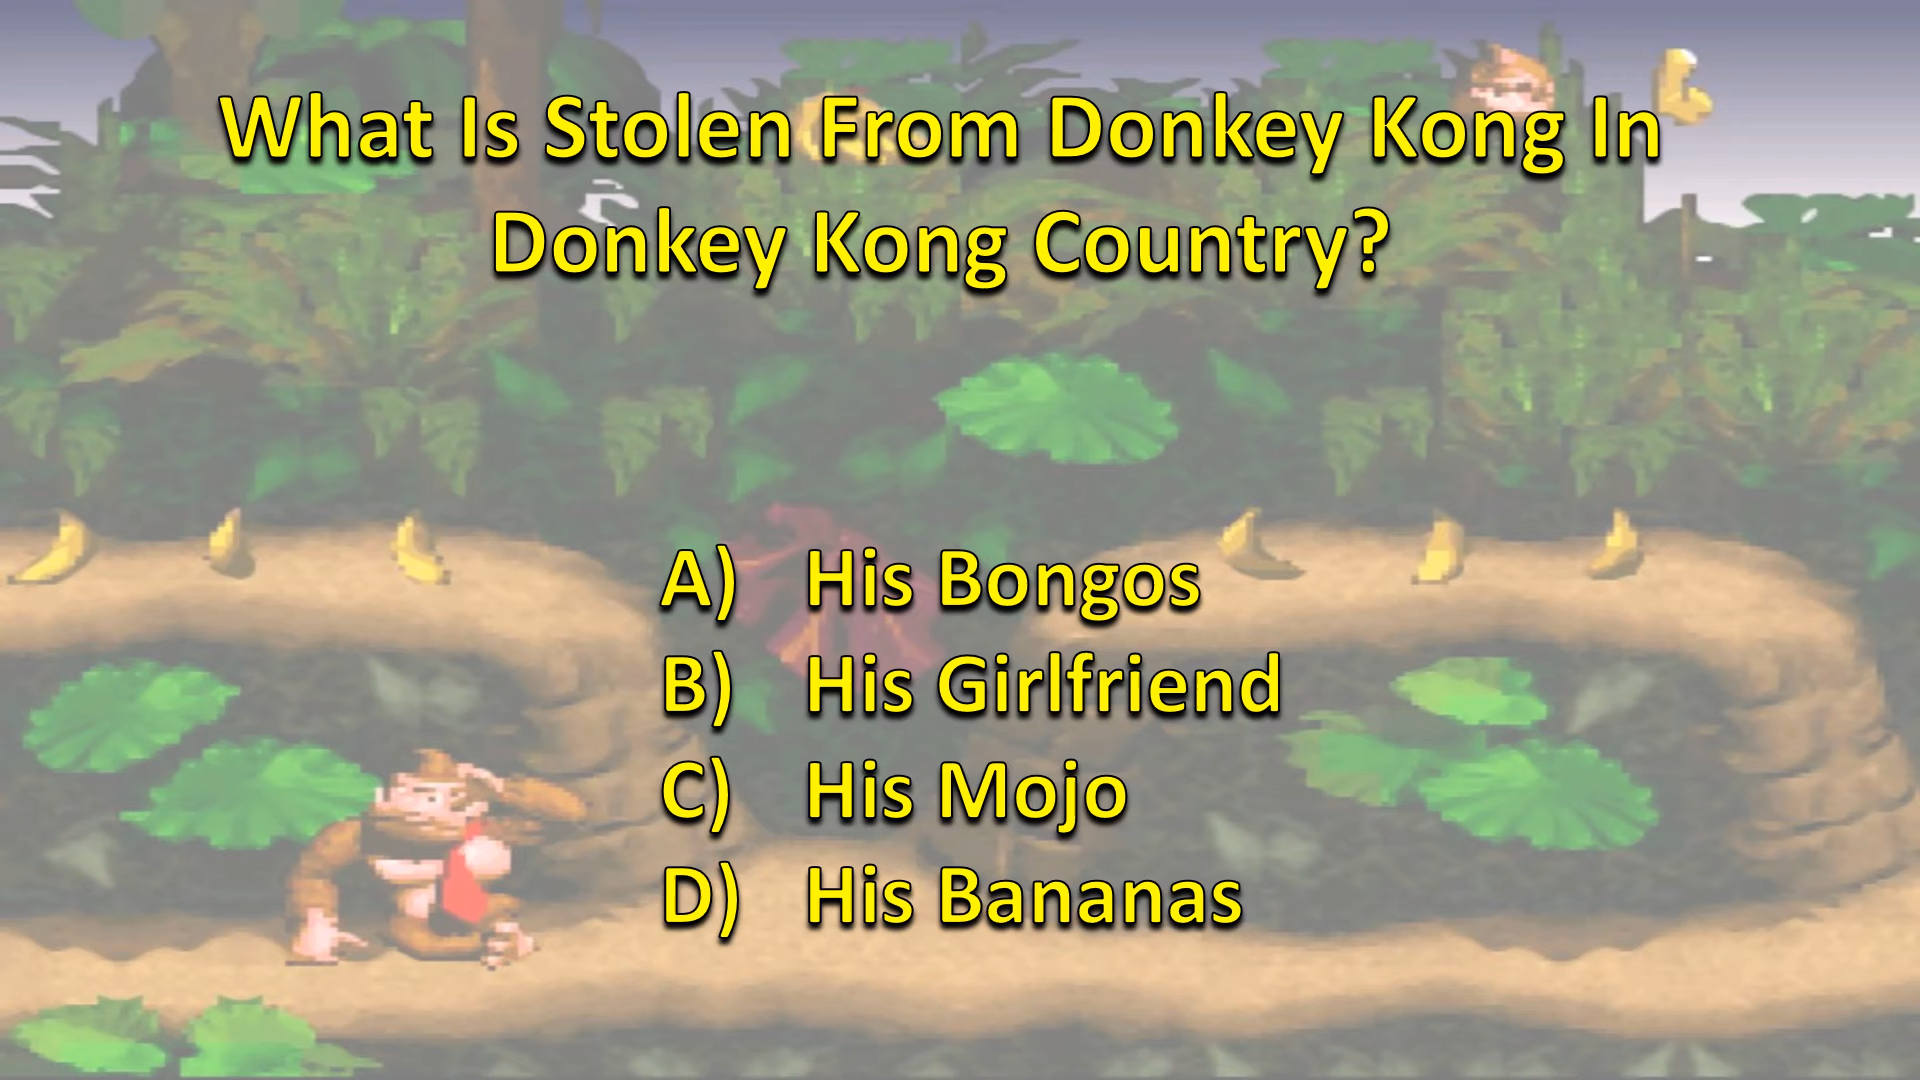 What Is Stolen From Donkey Kong In
Donkey Kong Country?
A) His Bongos
B) His Girlfriend
C) His Mojo
D) His Bananas